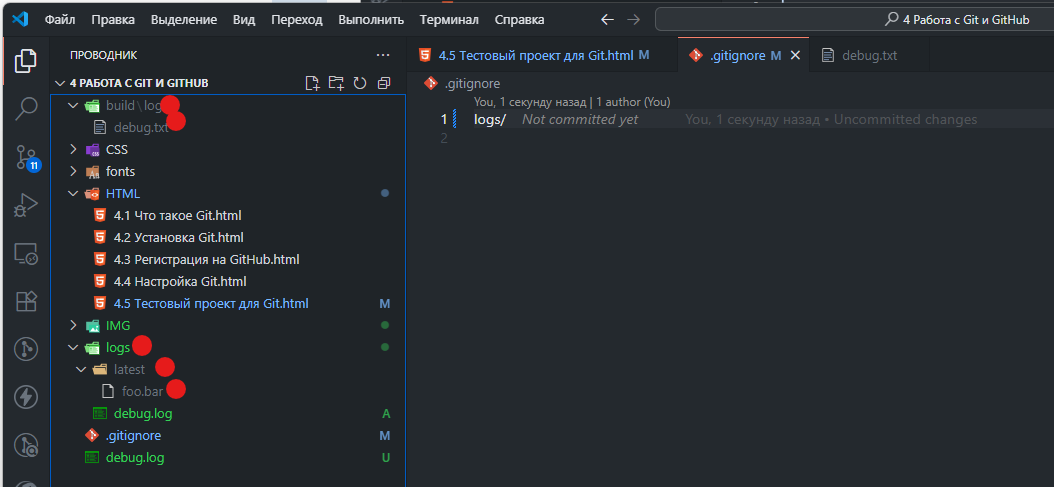 Файл Правка Выделение Вид Переход Выполнить Терминал Справка 4 Работа с Git и GitHub
ПРОВОДНИК
4 РАБОТА С GIT И GITHUB
build \ log
debug.txt
CSS
fonts
HTML
4.1 Что такое Git.html
4.2 Установка Git.html
4.3 Регистрация на GitHub.html
4.4 Настройка Git.html
4.5 Тестовый проект для Git.html M
IMG
logs
latest
foo.bar
debug.log A
.gitignore M
debug.log U
11
4.5 Тестовый проект для Git.html M .gitignore M debug.txt
.gitignore
You, 1 секунду назад | 1 author (You)
1 logs/ Not committed yet You, 1 секунду назад • Uncommitted changes
2